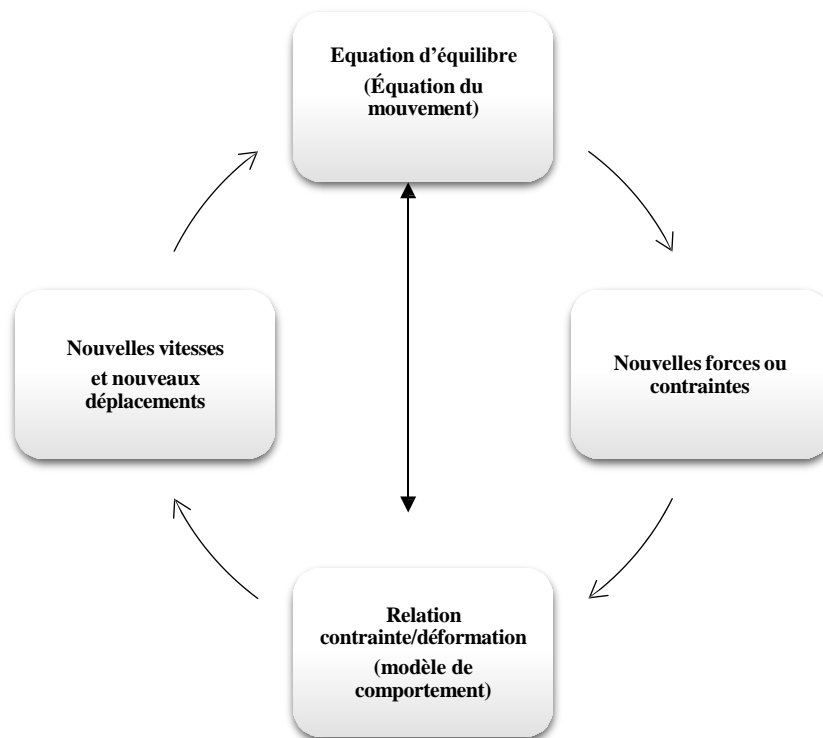 Equation d’équilibre
(Équation du
mouvement)
Nouvelles vitesses
et nouveaux
déplacements
Nouvelles forces ou
contraintes
Relation
contrainte/déformation
(modèle de
comportement)